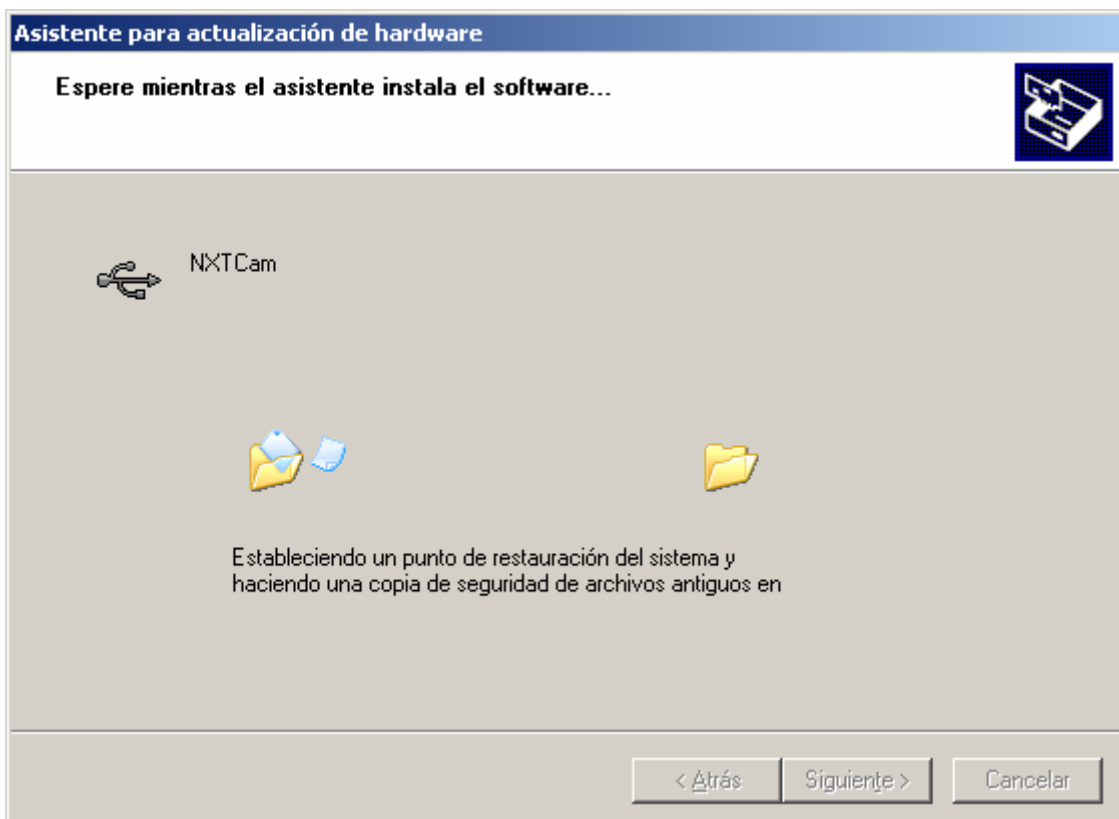 Asistente para actualización de hardware
Espere mientras el asistente instala el software...
NXTCam
Estableciendo un punto de restauración del sistema y
haciendo una copia de seguridad de archivos antiguos en
< Atrás
Siguiente >
Cancelar